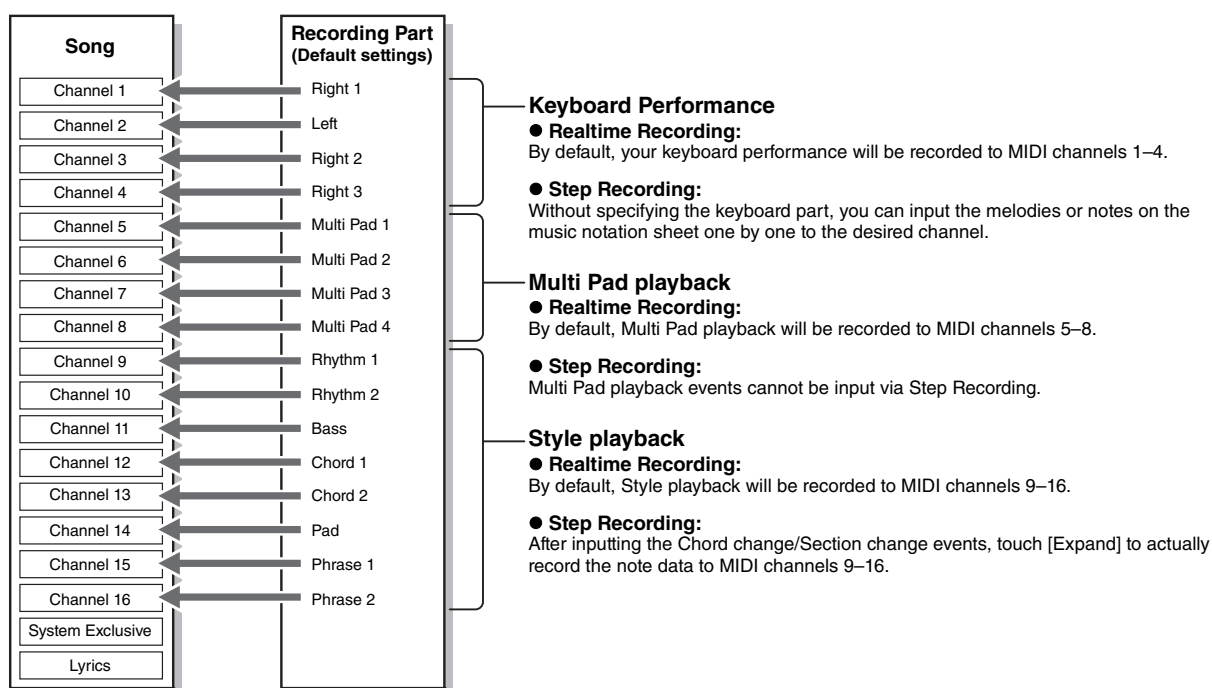 Song
Channel 1
Channel 2
Channel 3
Channel 4
Channel 5
Channel 6
Channel 7
Channel 8
Channel 9
Channel 10
Channel 11
Channel 12
Channel 13
Channel 14
Channel 15
Channel 16
System Exclusive
Lyrics
Recording Part
(Default settings)
Right 1
Left
Right 2
Right 3
Multi Pad 1
Multi Pad 2
Multi Pad 3
Multi Pad 4
Rhythm 1
Rhythm 2
Bass
Chord 1
Chord 2
Pad
Phrase 1
Phrase 2
Keyboard Performance
● Realtime Recording:
By default, your keyboard performance will be recorded to MIDI channels 1–4.
● Step Recording:
Without specifying the keyboard part, you can input the melodies or notes on the
music notation sheet one by one to the desired channel.
Multi Pad playback
● Realtime Recording:
By default, Multi Pad playback will be recorded to MIDI channels 5–8.
● Step Recording:
Multi Pad playback events cannot be input via Step Recording.
Style playback
● Realtime Recording:
By default, Style playback will be recorded to MIDI channels 9–16.
● Step Recording:
After inputting the Chord change/Section change events, touch [Expand] to actually
record the note data to MIDI channels 9–16.